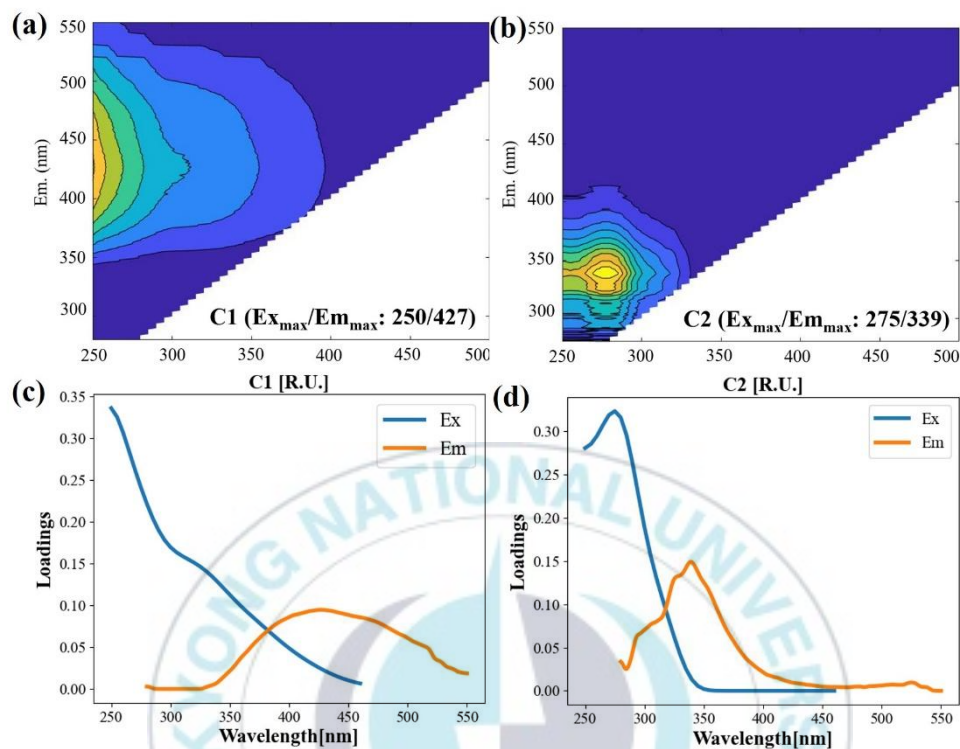 (a)
550
500
450
400
350
300
Em. (nm)
C1 (Exmax/Emmax: 250/427)
250 300 350 400 450 500
(b)
550
500
450
400
350
300
Em. (nm)
C2 (Exmax/Emmax: 275/339)
250 300 350 400 450 500
(c)
C1 [R.U.]
Ex
Em
0.35
0.30
0.25
0.20
0.15
0.10
0.05
0.00
Loadings
250 300 350 400 450 500 550
Wavelength[nm]
(d)
C2 [R.U.]
Ex
Em
0.30
0.25
0.20
0.15
0.10
0.05
0.00
Loadings
250 300 350 400 450 500 550
Wavelength[nm]
KYONG NATIONAL UNIVERS